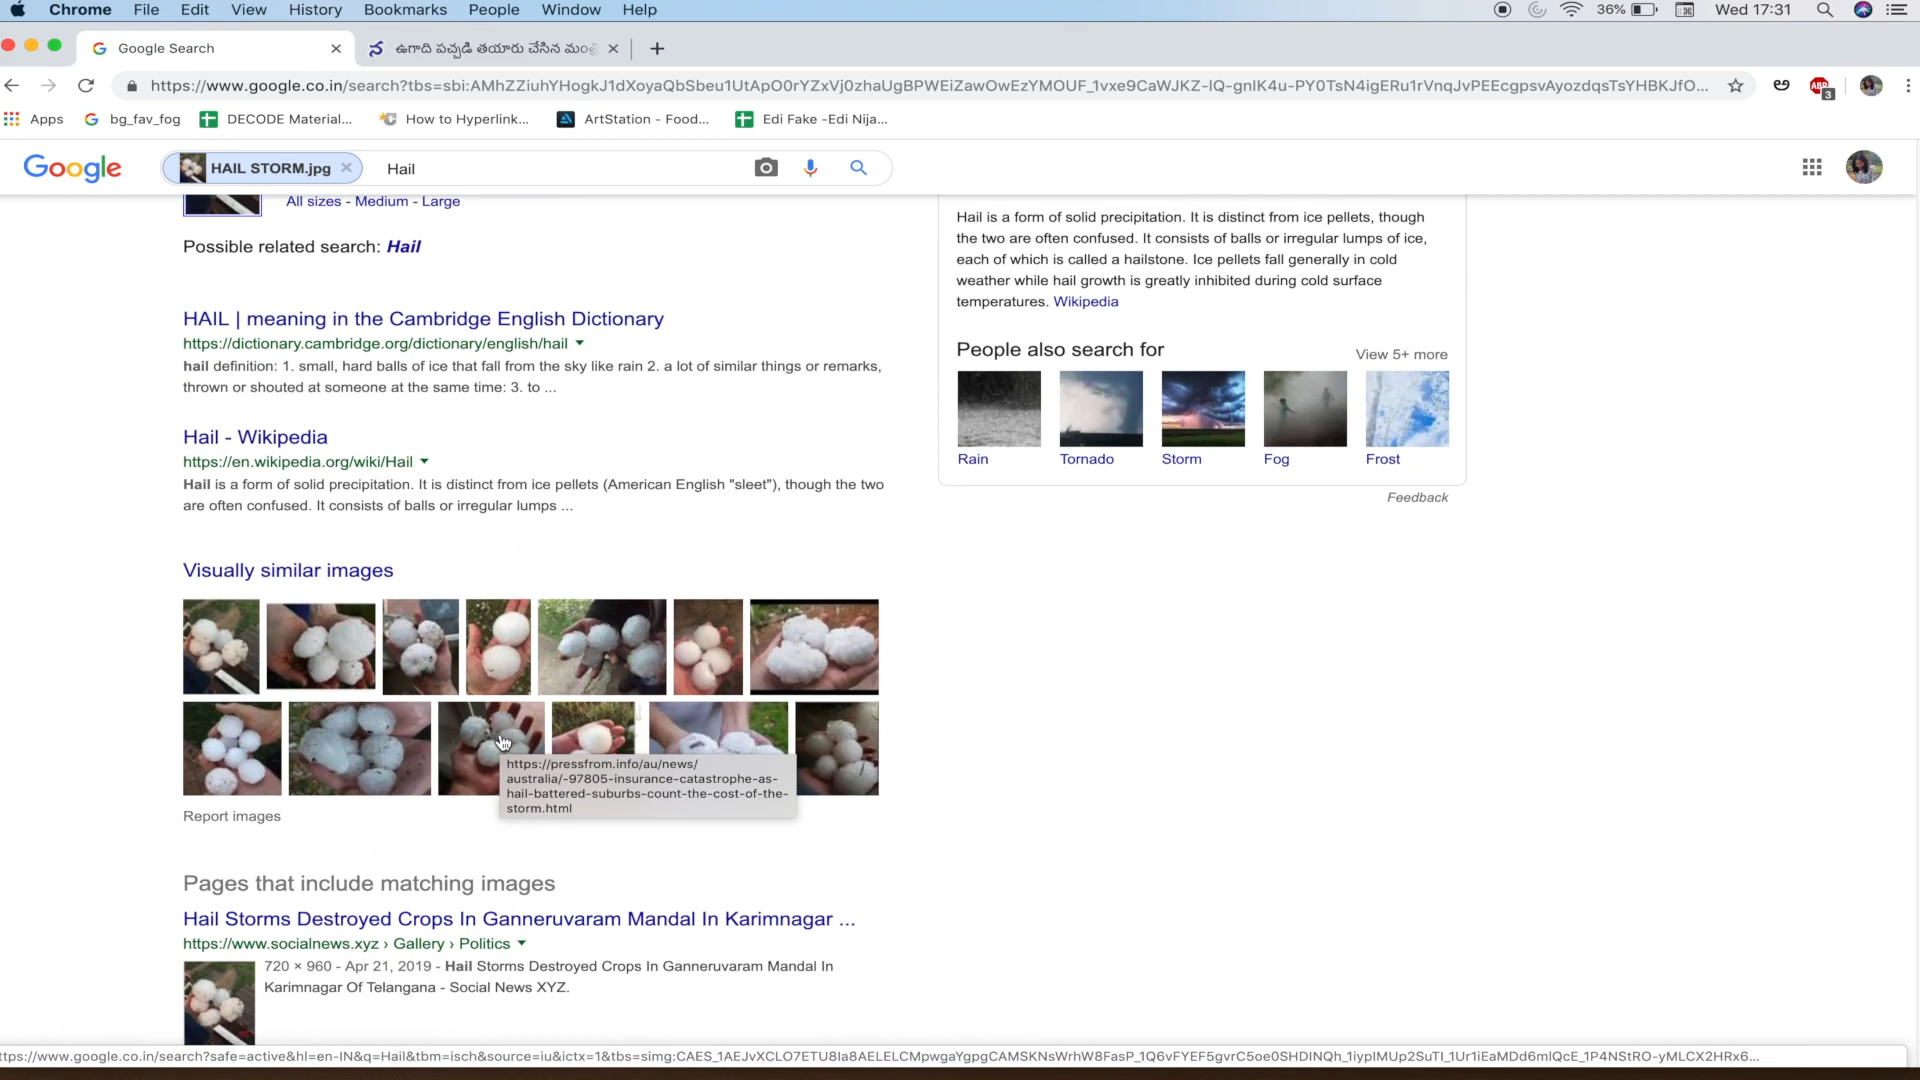 Chrome File Edit View History Bookmarks People Window Help 36% Wed 17:31
Google Search
ఉగాది పచ్చడి తయారు చేసిన
https://www.google.co.in/search?tbs=sbi:AMhZZiuhYHogkJ1dXoyaQbSbeu1UtApO0rYZxVj0zhaUgBPWEiZawOwEzYMOUF_1vxe9CaWJKZ-lQ-gnIK4u-PY0TsN4igERu1rVnqJvPEEcgpsvAyozdqsTsYHBKJfO...
ABP 3
Apps bg_fav_fog DECODE Material... How to Hyperlink... ArtStation - Food... Edi Fake -Edi Nija...
Google HAIL STORM.jpg Hail
All sizes - Medium - Large
Possible related search: Hail
HAIL | meaning in the Cambridge English Dictionary
https://dictionary.cambridge.org/dictionary/english/hail
hail definition: 1. small, hard balls of ice that fall from the sky like rain 2. a lot of similar things or remarks,
thrown or shouted at someone at the same time: 3. to ...
Hail - Wikipedia
https://en.wikipedia.org/wiki/Hail
Hail is a form of solid precipitation. It is distinct from ice pellets (American English "sleet"), though the two
are often confused. It consists of balls or irregular lumps ...
Visually similar images
https://pressfrom.info/au/news/
australia/-97805-insurance-catastrophe-as-
hail-battered-suburbs-count-the-cost-of-the-
storm.html
Report images
Pages that include matching images
Hail Storms Destroyed Crops In Ganneruvaram Mandal In Karimnagar ...
https://www.socialnews.xyz › Gallery › Politics
720 × 960 - Apr 21, 2019 - Hail Storms Destroyed Crops In Ganneruvaram Mandal In
Karimnagar Of Telangana - Social News XYZ.
Hail is a form of solid precipitation. It is distinct from ice pellets, though
the two are often confused. It consists of balls or irregular lumps of ice,
each of which is called a hailstone. Ice pellets fall generally in cold
weather while hail growth is greatly inhibited during cold surface
temperatures. Wikipedia
People also search for
View 5+ more
Rain Tornado Storm Fog Frost
Feedback
ttps://www.google.co.in/search?safe=active&hl=en-IN&q=Hail&tbm=isch&source=iu&ictx=1&tbs=simg:CAES_1AEJvXCLO7ETU8Ia8AELELCMpwgaYgpgCAMSKNsWrhW8FasP_1Q6vFYEF5gvrC5oe0SHDINQh_1iypIMUp2SuTI_1Ur1iEaMDd6mlQcE_1P4NStRO-yMLCX2HRx6...